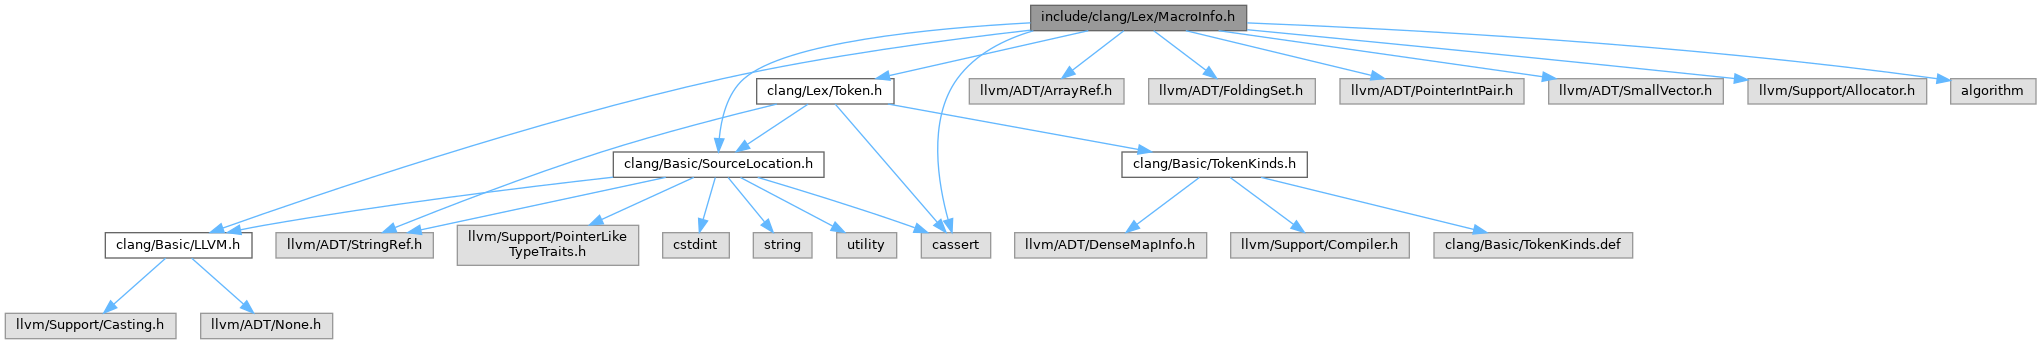 include/clang/Lex/MacroInfo.h
clang/Lex/Token.h
llvm/ADT/ArrayRef.h
llvm/ADT/FoldingSet.h
llvm/ADT/PointerIntPair.h
llvm/ADT/SmallVector.h
llvm/Support/Allocator.h
algorithm
clang/Basic/SourceLocation.h
clang/Basic/TokenKinds.h
clang/Basic/LLVM.h
llvm/ADT/StringRef.h
llvm/Support/PointerLike
TypeTraits.h
cstdint
string
utility
cassert
llvm/ADT/DenseMapInfo.h
llvm/Support/Compiler.h
clang/Basic/TokenKinds.def
llvm/Support/Casting.h
llvm/ADT/None.h